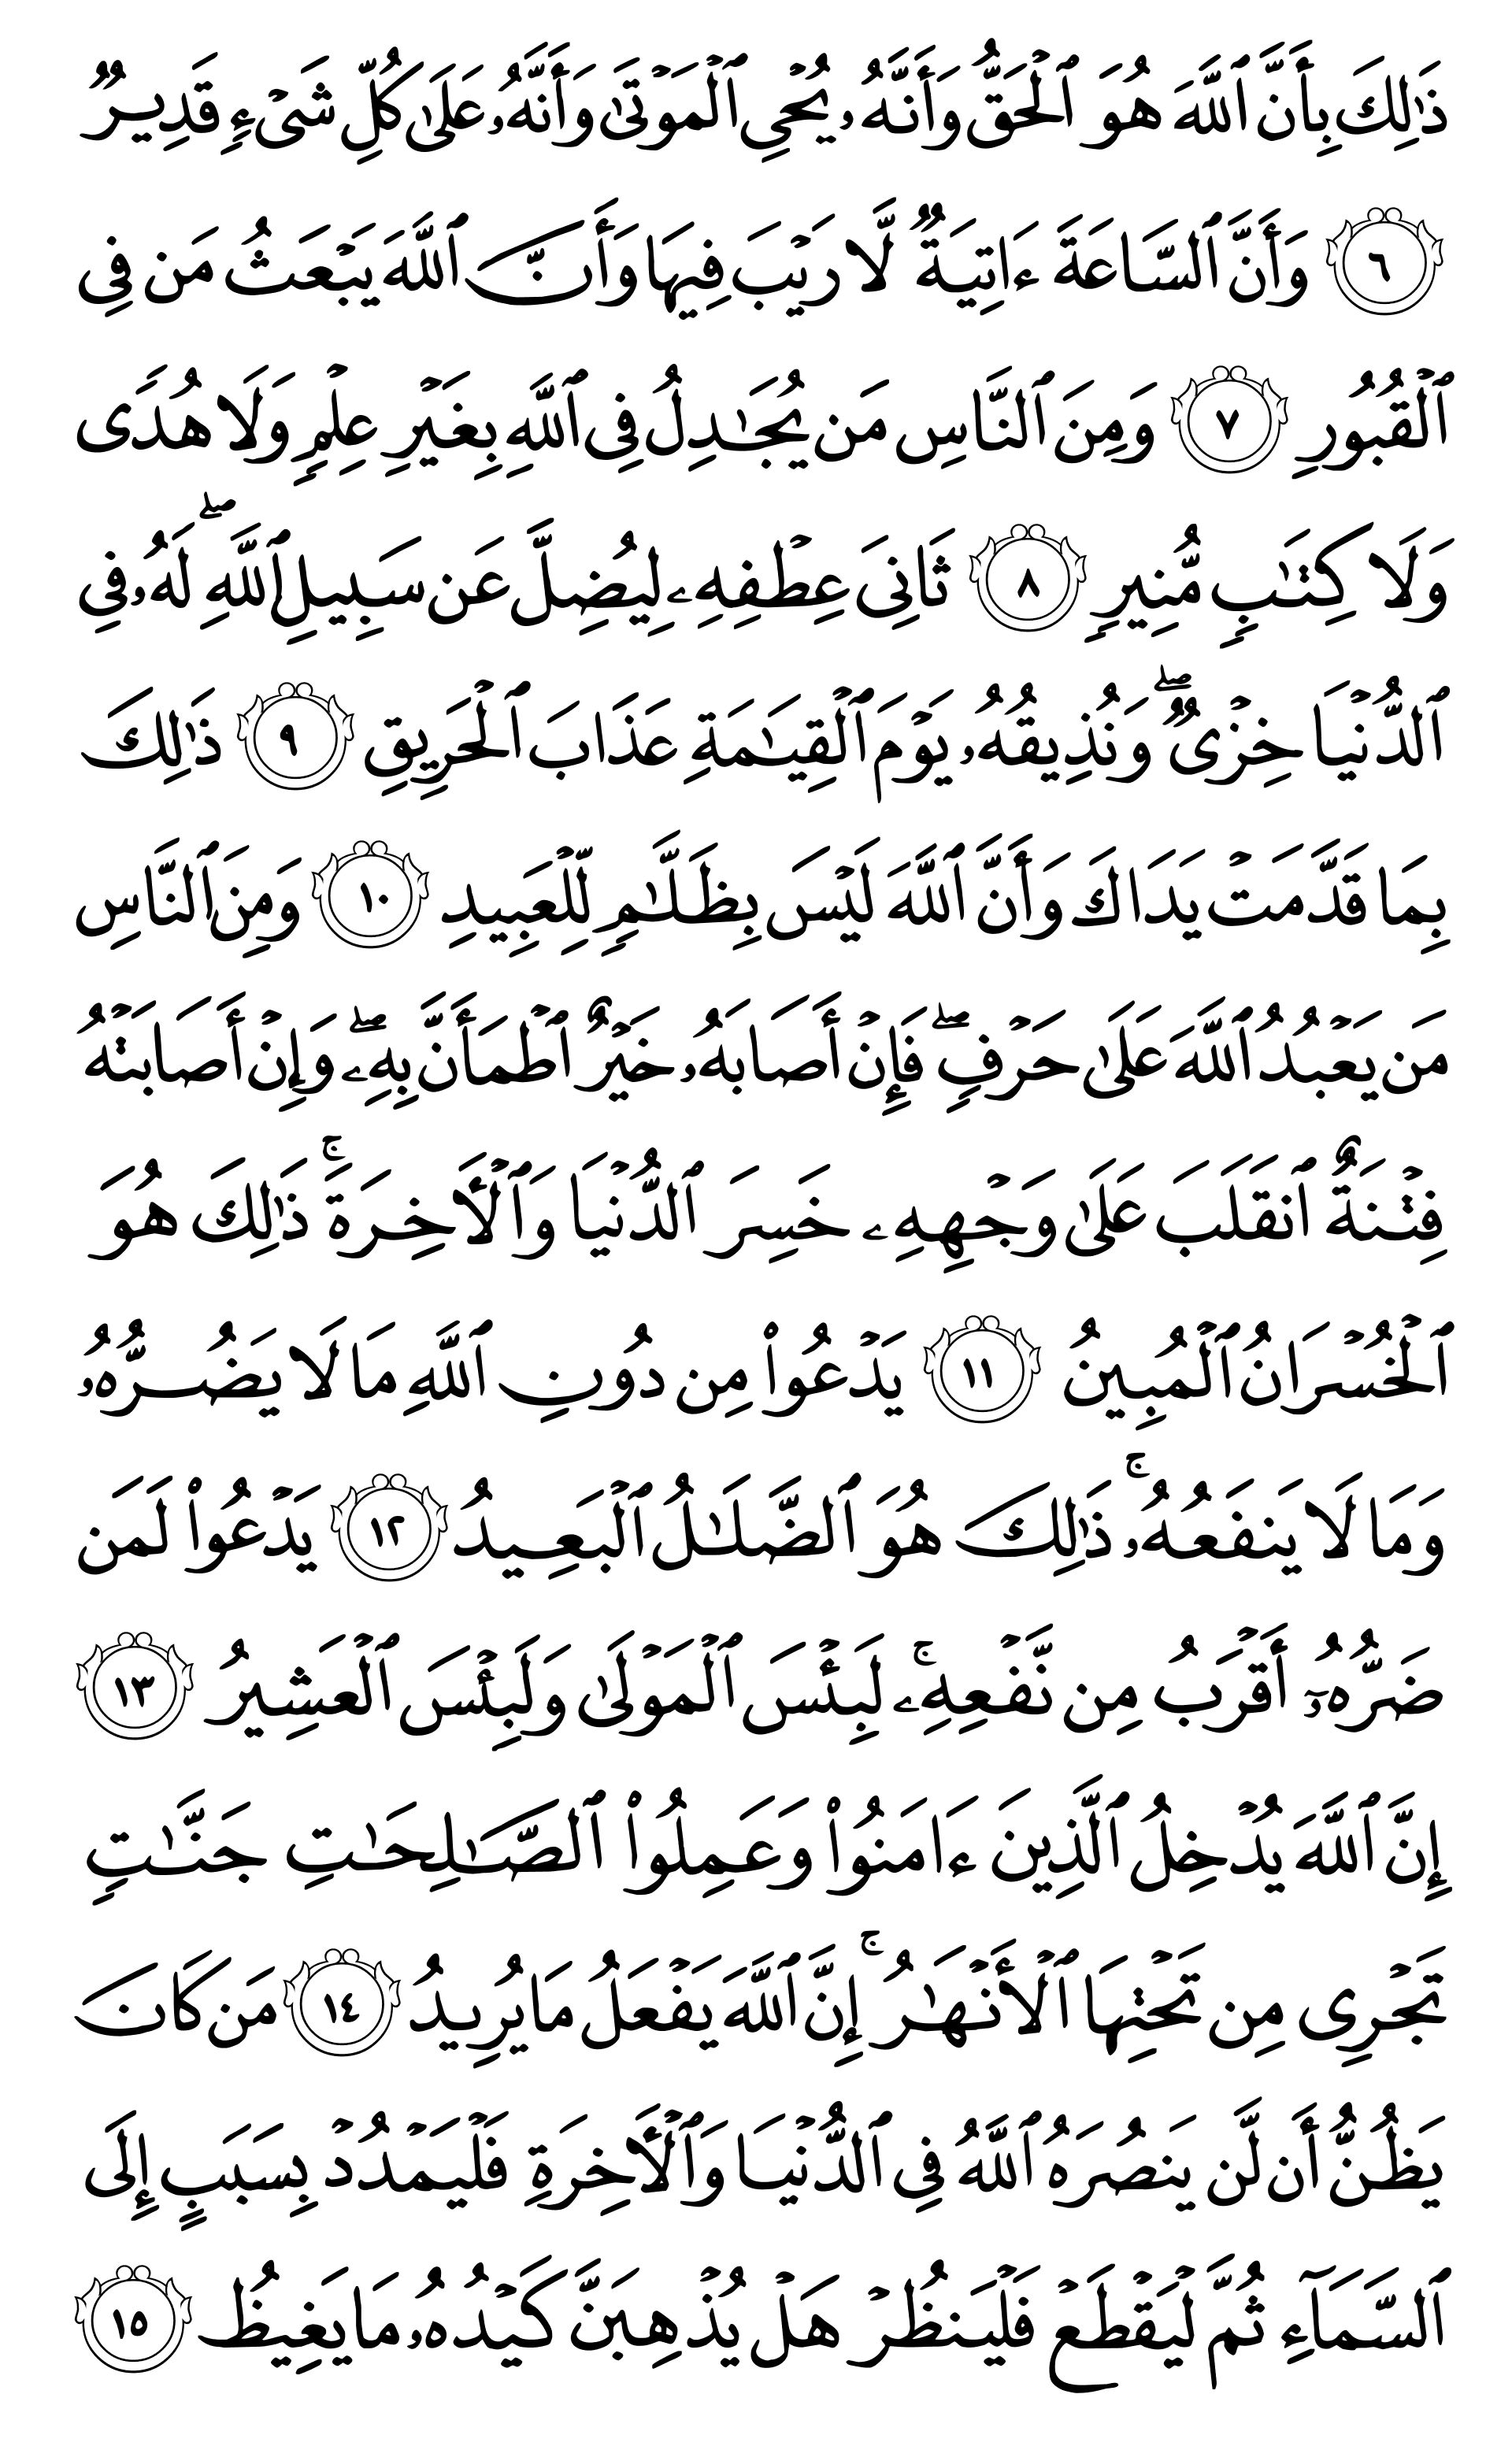 ذَٰلِكَ بِأَنَّ ٱللَّهَ هُوَ ٱلۡحَقُّ وَأَنَّهُۥ يُحۡيِ ٱلۡمَوۡتَىٰ وَأَنَّهُۥ عَلَىٰ كُلِّ شَيۡءٖ قَدِيرٞ
٦ وَأَنَّ ٱلسَّاعَةَ ءَاتِيَةٞ لَّا رَيۡبَ فِيهَا وَأَنَّ ٱللَّهَ يَبۡعَثُ مَن فِي
ٱلۡقُبُورِ ٧ وَمِنَ ٱلنَّاسِ مَن يُجَٰدِلُ فِي ٱللَّهِ بِغَيۡرِ عِلۡمٖ وَلَا هُدٗى
وَلَا كِتَٰبٖ مُّنِيرٖ ٨ ثَانِيَ عِطۡفِهِۦ لِيُضِلَّ عَن سَبِيلِ ٱللَّهِۖ لَهُۥ فِي
ٱلدُّنۡيَا خِزۡيٞۖ وَنُذِيقُهُۥ يَوۡمَ ٱلۡقِيَٰمَةِ عَذَابَ ٱلۡحَرِيقِ ٩ ذَٰلِكَ
بِمَا قَدَّمَتۡ يَدَاكَ وَأَنَّ ٱللَّهَ لَيۡسَ بِظَلَّٰمٖ لِّلۡعَبِيدِ ١٠ وَمِنَ ٱلنَّاسِ
مَن يَعۡبُدُ ٱللَّهَ عَلَىٰ حَرۡفٖۖ فَإِنۡ أَصَابَهُۥ خَيۡرٌ ٱطۡمَأَنَّ بِهِۦۖ وَإِنۡ أَصَابَتۡهُ
فِتۡنَةٌ ٱنقَلَبَ عَلَىٰ وَجۡهِهِۦ خَسِرَ ٱلدُّنۡيَا وَٱلۡأٓخِرَةَۚ ذَٰلِكَ هُوَ
ٱلۡخُسۡرَانُ ٱلۡمُبِينُ ١١ يَدۡعُواْ مِن دُونِ ٱللَّهِ مَا لَا يَضُرُّهُۥ
وَمَا لَا يَنفَعُهُۥۚ ذَٰلِكَ هُوَ ٱلضَّلَٰلُ ٱلۡبَعِيدُ ١٢ يَدۡعُواْ لَمَن
ضَرُّهُۥٓ أَقۡرَبُ مِن نَّفۡعِهِۦۚ لَبِئۡسَ ٱلۡمَوۡلَىٰ وَلَبِئۡسَ ٱلۡعَشِيرُ ١٣
إِنَّ ٱللَّهَ يُدۡخِلُ ٱلَّذِينَ ءَامَنُواْ وَعَمِلُواْ ٱلصَّٰلِحَٰتِ جَنَّٰتٖ
تَجۡرِي مِن تَحۡتِهَا ٱلۡأَنۡهَٰرُۚ إِنَّ ٱللَّهَ يَفۡعَلُ مَا يُرِيدُ ١٤ مَن كَانَ
يَظُنُّ أَن لَّن يَنصُرَهُ ٱللَّهُ فِي ٱلدُّنۡيَا وَٱلۡأٓخِرَةِ فَلۡيَمۡدُدۡ بِسَبَبٍ إِلَى
ٱلسَّمَآءِ ثُمَّ لۡيَقۡطَعۡ فَلۡيَنظُرۡ هَلۡ يُذۡهِبَنَّ كَيۡدُهُۥ مَا يَغِيظُ ١٥